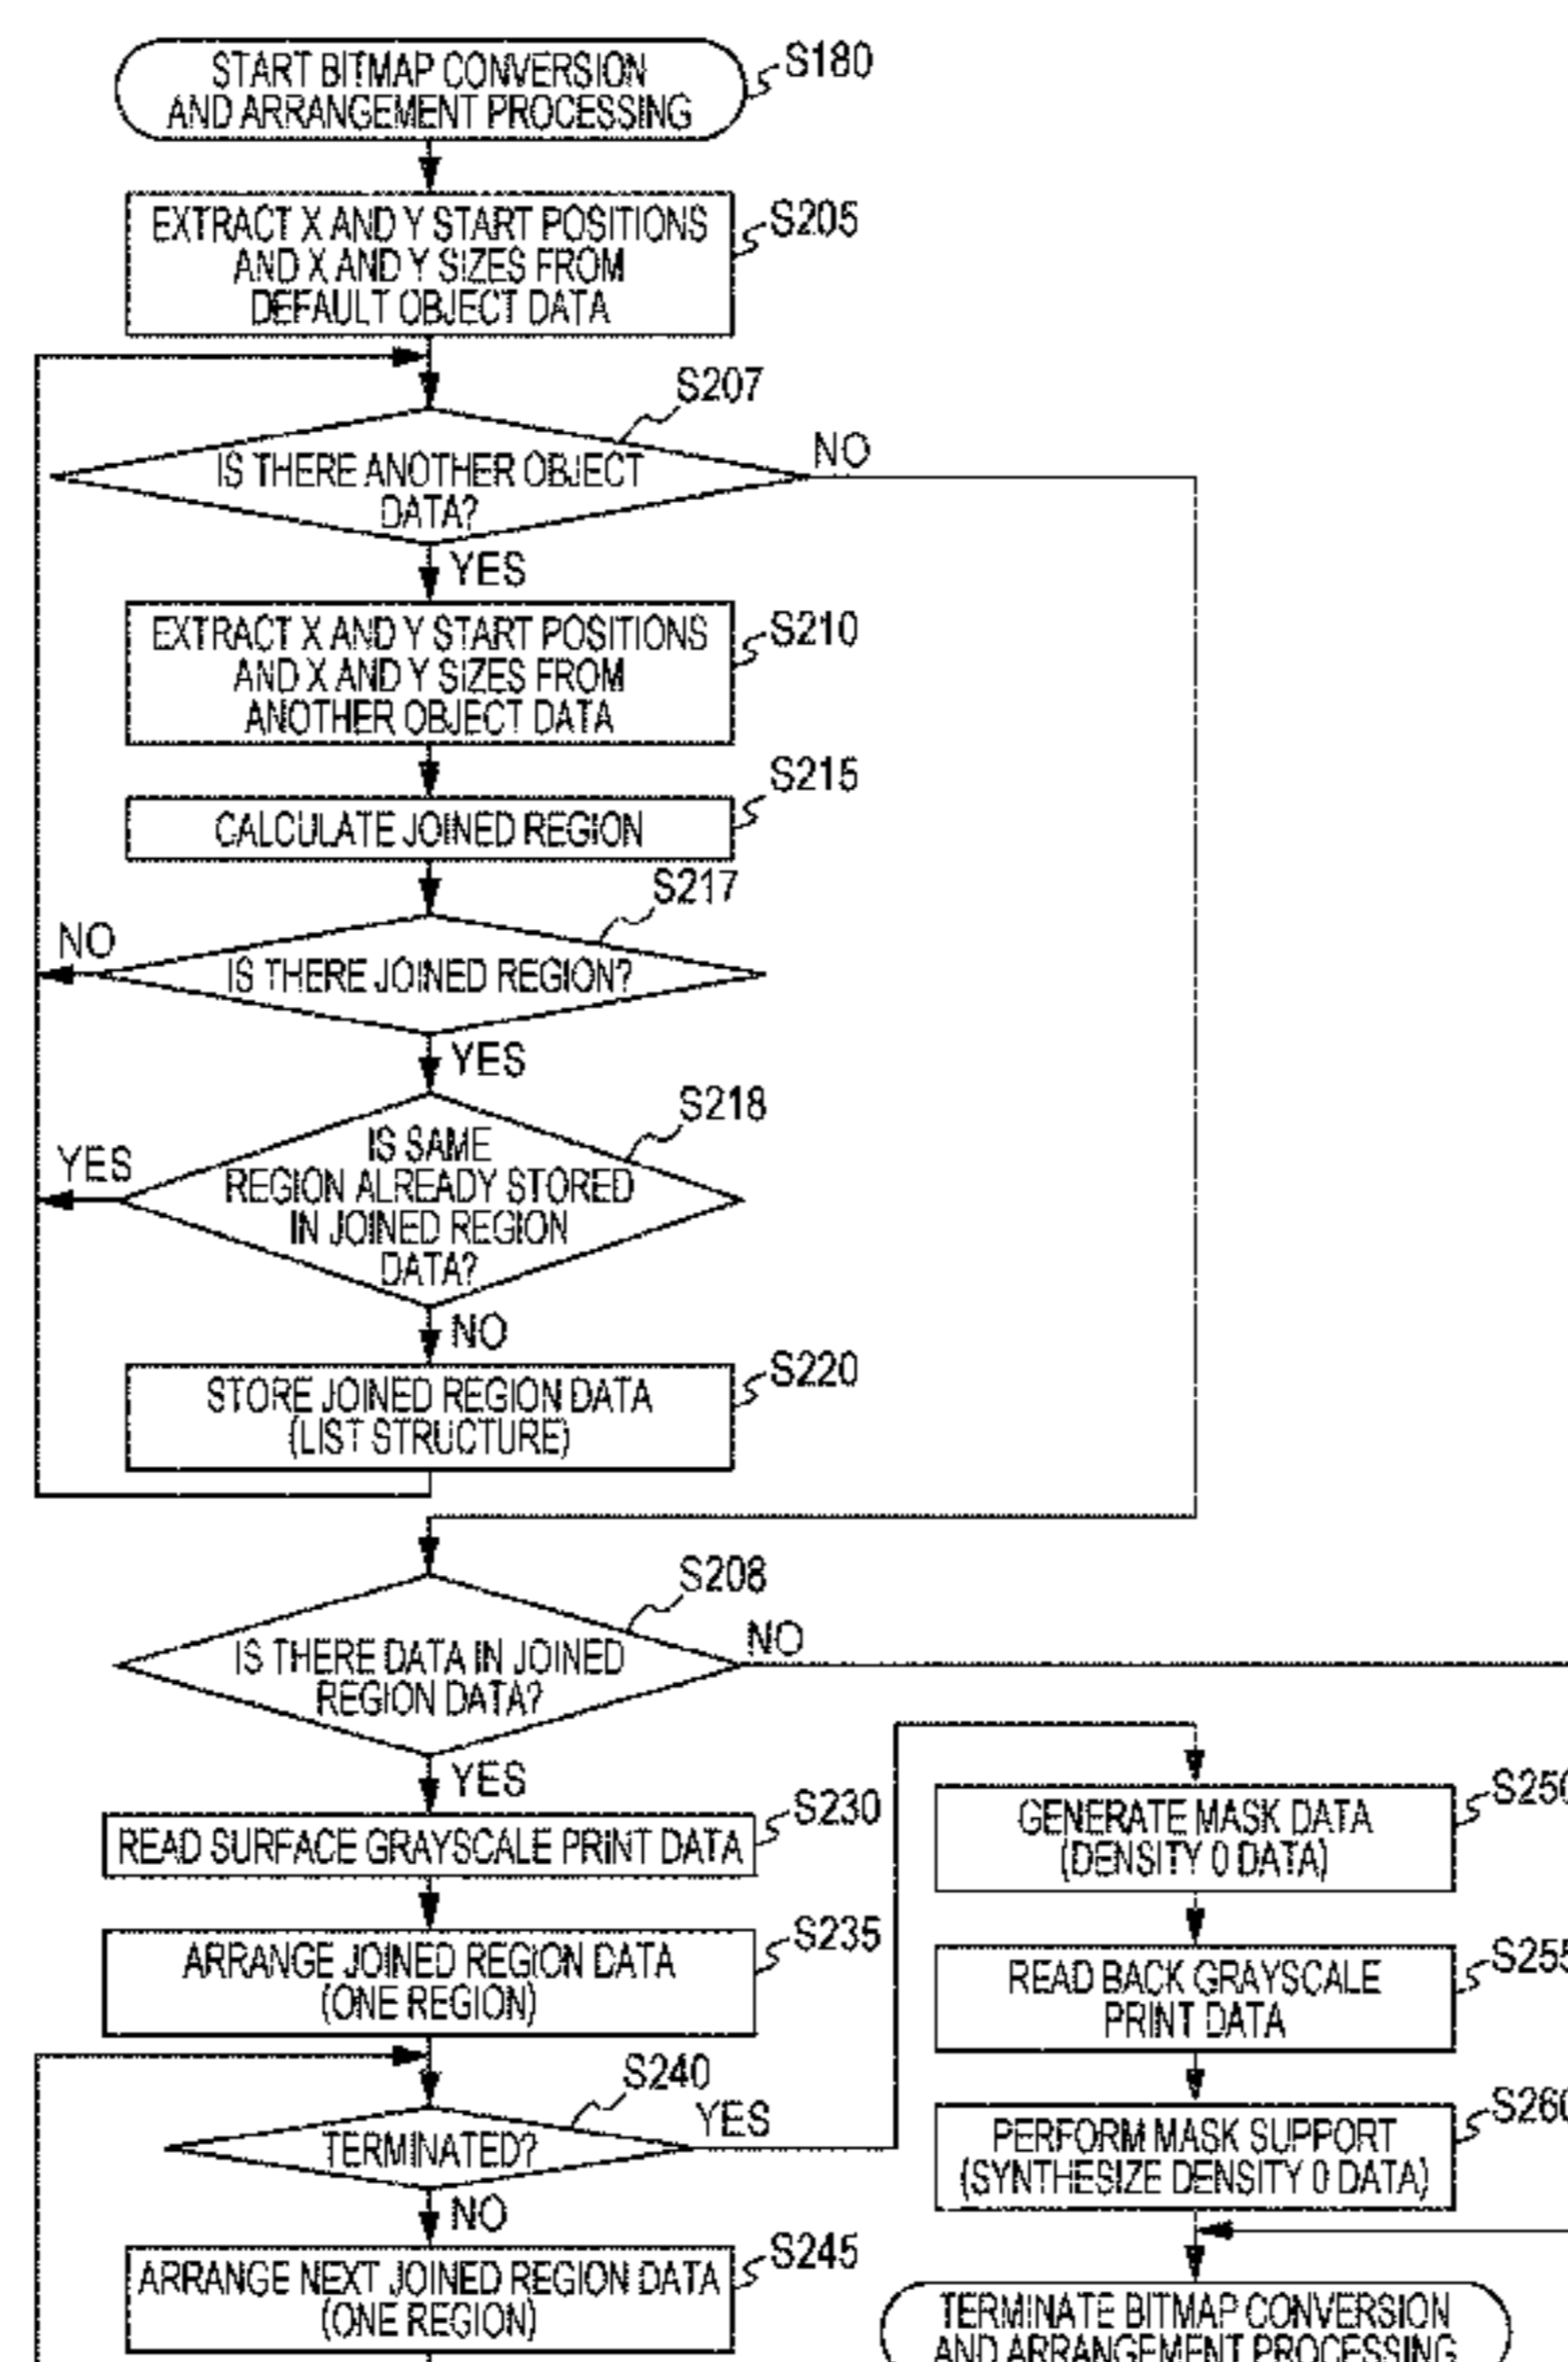 START BITMAP CONVERSION
AND ARRANGEMENT PROCESSING
S180
EXTRACT X AND Y START POSITIONS
AND X AND Y SIZES FROM
DEFAULT OBJECT DATA
S205
S207
IS THERE ANOTHER OBJECT
DATA?
NO
YES
EXTRACT X AND Y START POSITIONS
AND X AND Y SIZES FROM
ANOTHER OBJECT DATA
S210
CALCULATE JOINED REGION
S215
S217
NO
IS THERE JOINED REGION?
YES
S218
YES
IS SAME
REGION ALREADY STORED
IN JOINED REGION
DATA?
NO
STORE JOINED REGION DATA
(LIST STRUCTURE)
S220
S208
IS THERE DATA IN JOINED
REGION DATA?
NO
YES
READ SURFACE GRAYSCALE PRINT DATA
S230
ARRANGE JOINED REGION DATA
(ONE REGION)
S235
S240
TERMINATED?
YES
NO
ARRANGE NEXT JOINED REGION DATA
(ONE REGION)
S245
GENERATE MASK DATA
(DENSITY 0 DATA)
S250
READ BACK GRAYSCALE
PRINT DATA
S255
PERFORM MASK SUPPORT
(SYNTHESIZE DENSITY 0 DATA)
S260
TERMINATE BITMAP CONVERSION
AND ARRANGEMENT PROCESSING